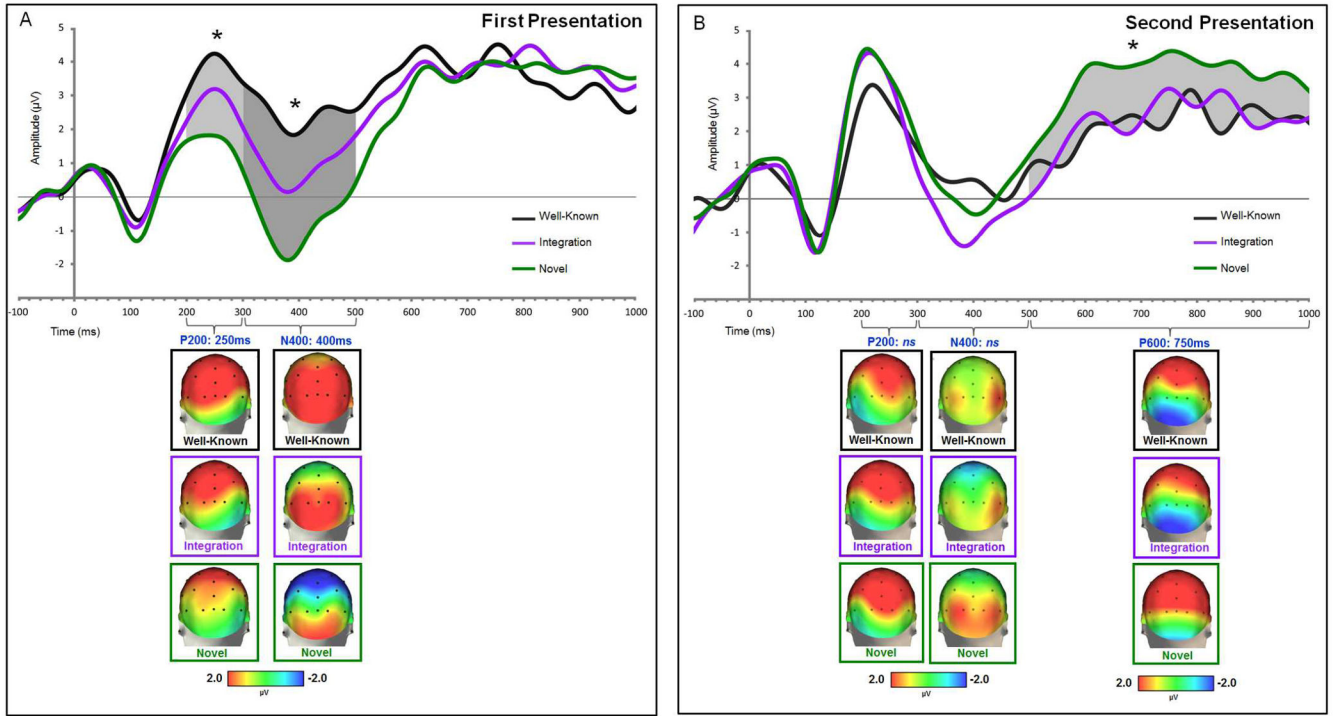 A
First Presentation
Amplitude (µV)
5
4
3
2
1
0
-1
-2
*
*
Well-Known
Integration
Novel
-100 0 100 200 300 400 500 600 700 800 900 1000
Time (ms)
P200: 250ms N400: 400ms
Well-Known Well-Known
Integration Integration
Novel Novel
2.0 -2.0
µV
B
Second Presentation
Amplitude (µV)
5
4
3
2
1
0
-1
-2
*
Well-Known
Integration
Novel
-100 0 100 200 300 400 500 600 700 800 900 1000
Time (ms)
P200: ns N400: ns P600: 750ms
Well-Known Well-Known Well-Known
Integration Integration Integration
Novel Novel Novel
2.0 -2.0 2.0 -2.0
µV µV